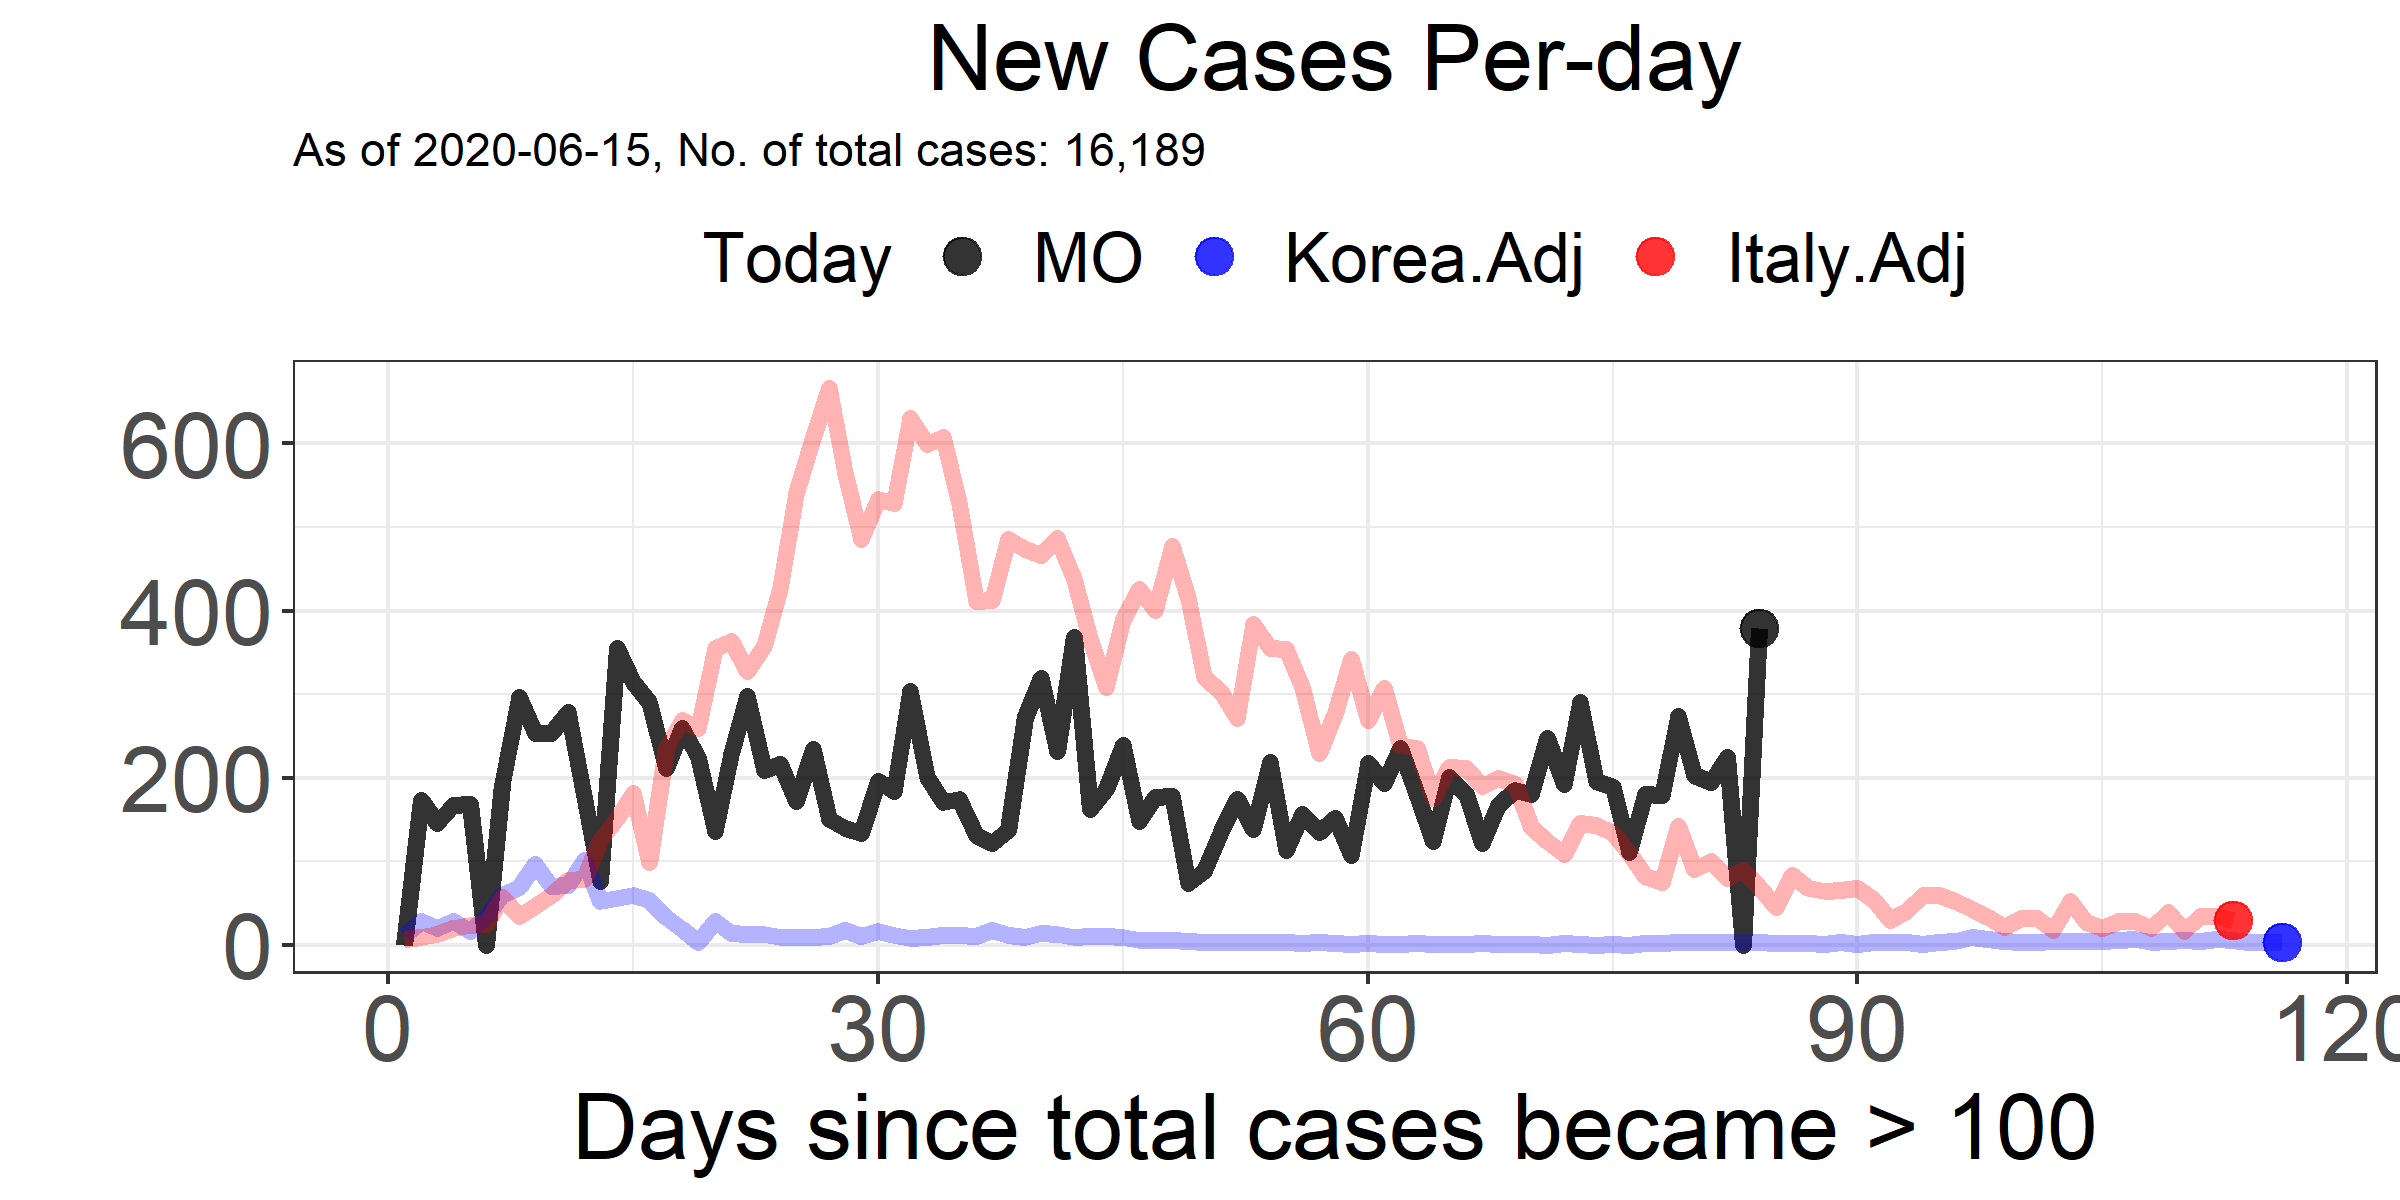 New Cases Per-day
As of 2020-06-15, No. of total cases: 16,189
Today MO Korea.Adj Italy.Adj
600
400
200
0
0 30 60 90 120
Days since total cases became > 100